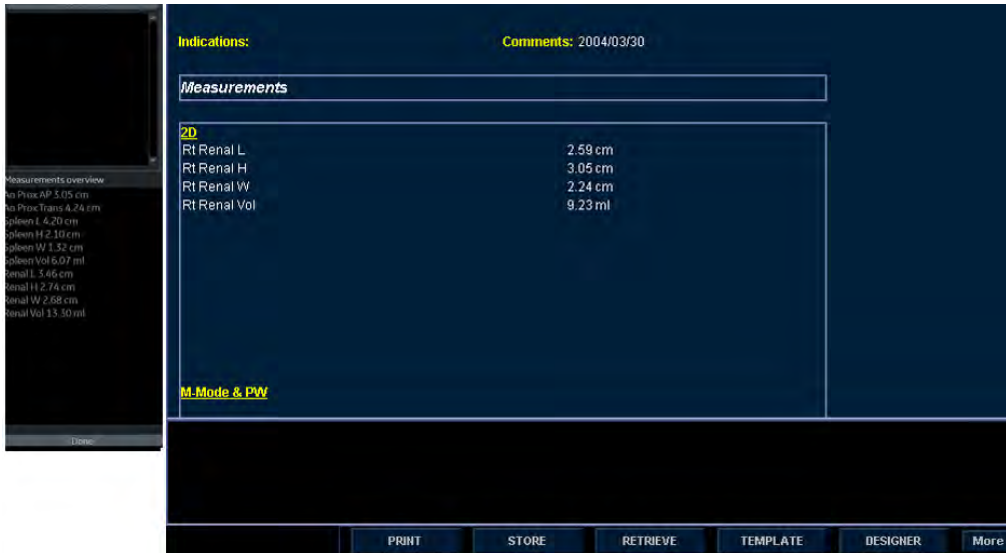 Measurements overview
Ao Prox AP 3.05 cm
Ao Prox Trans 4.24 cm
Spleen L 4.20 cm
Spleen H 2.10 cm
Spleen W 1.32 cm
Spleen Vol 6.07 ml
Renal L 3.46 cm
Renal H 2.74 cm
Renal W 2.68 cm
Renal Vol 13.30 ml
Done
Indications: Comments: 2004/03/30
Measurements
2D
Rt Renal L 2.59 cm
Rt Renal H 3.05 cm
Rt Renal W 2.24 cm
Rt Renal Vol 9.23 ml
M-Mode & PW
PRINT STORE RETRIEVE TEMPLATE DESIGNER More